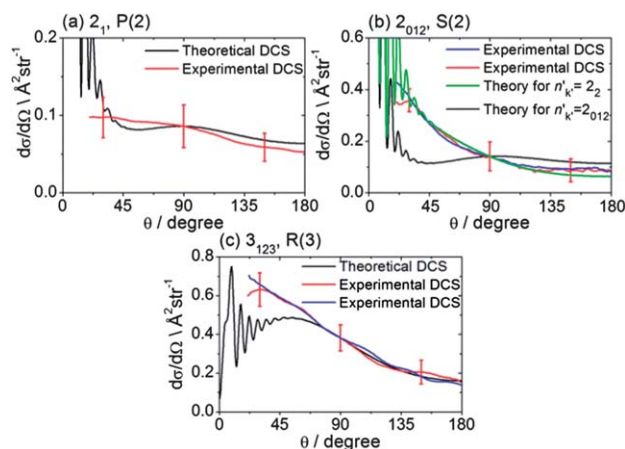 (a) 2₁, P(2)
dσ/dΩ \ Å²str⁻¹
0.2
0.1
0.0
Theoretical DCS
Experimental DCS
0 45 90 135 180
θ / degree
(b) 2₀₁₂, S(2)
dσ/dΩ \ Å²str⁻¹
0.6
0.4
0.2
0.0
Experimental DCS
Experimental DCS
Theory for n'ₖ'= 2₂
Theory for n'ₖ'=2₀₁₂
0 45 90 135 180
θ / degree
(c) 3₁₂₃, R(3)
dσ/dΩ \ Å²str⁻¹
0.8
0.6
0.4
0.2
0.0
Theoretical DCS
Experimental DCS
Experimental DCS
0 45 90 135 180
θ / degree